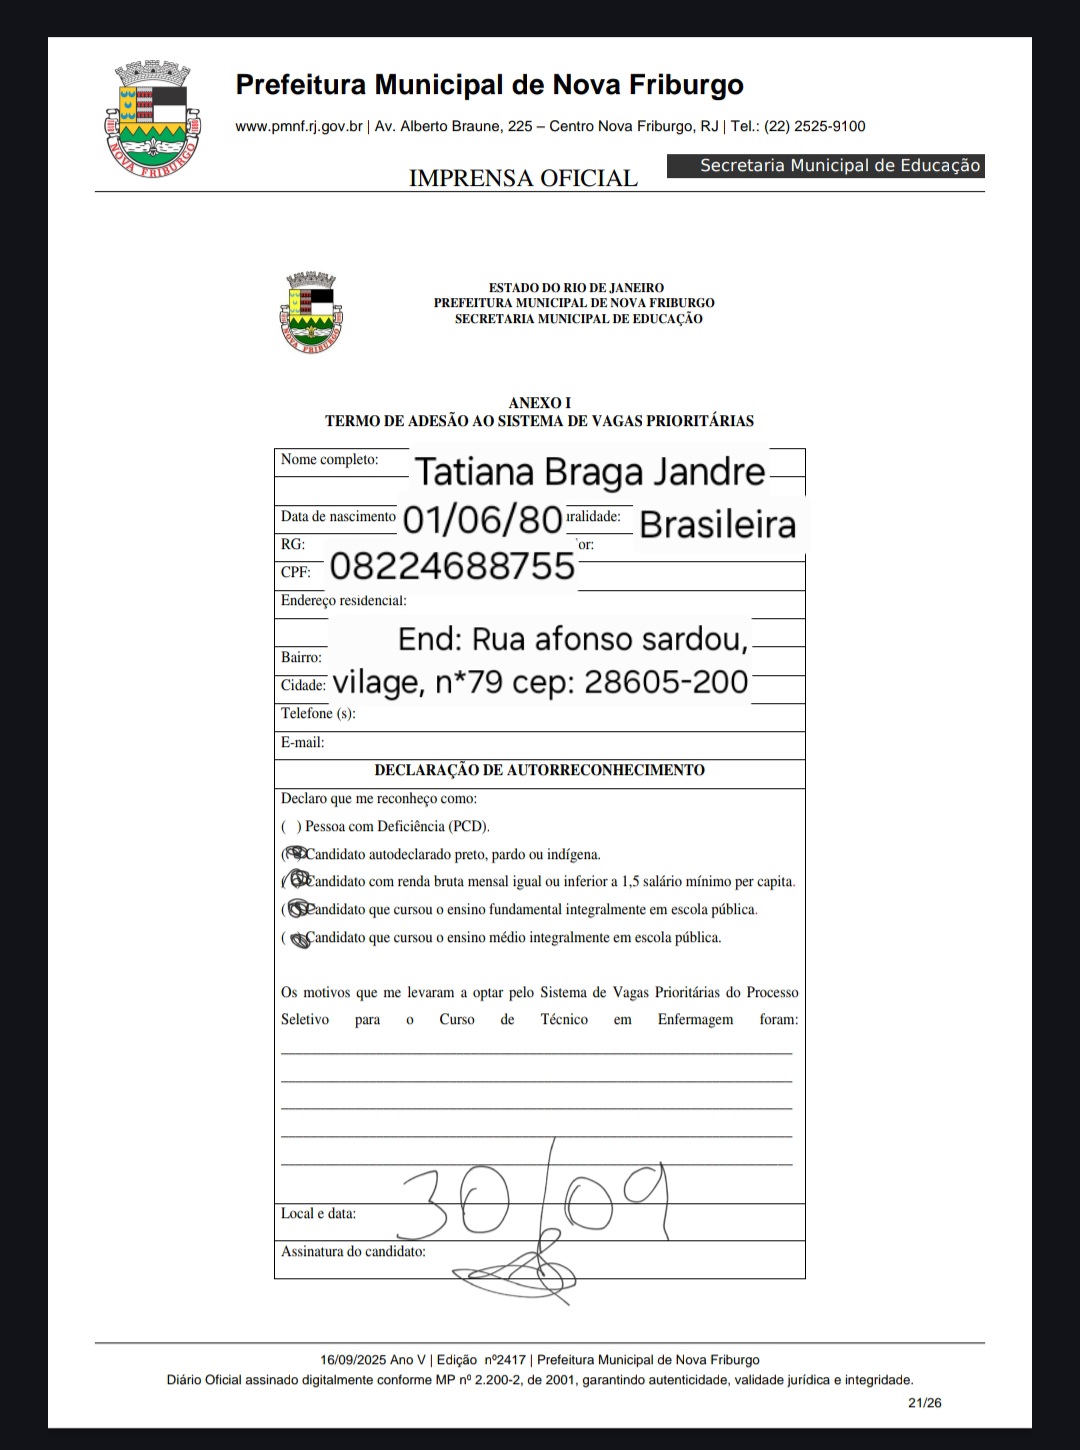 Prefeitura Municipal de Nova Friburgo
www.pmnf.rj.gov.br | Av. Alberto Braune, 225 – Centro Nova Friburgo, RJ | Tel.: (22) 2525-9100
Secretaria Municipal de Educação
IMPRENSA OFICIAL
NOVA FRIBURGO
ESTADO DO RIO DE JANEIRO
PREFEITURA MUNICIPAL DE NOVA FRIBURGO
SECRETARIA MUNICIPAL DE EDUCAÇÃO
NOVA FRIBURGO
ANEXO I
TERMO DE ADESÃO AO SISTEMA DE VAGAS PRIORITÁRIAS
Nome completo: Tatiana Braga Jandre
Data de nascimento 01/06/80 uralidade: Brasileira
RG: or:
CPF: 08224688755
Endereço residencial:
End: Rua afonso sardou,
Bairro:
Cidade: vilage, n*79 cep: 28605-200
Telefone (s):
E-mail:
DECLARAÇÃO DE AUTORRECONHECIMENTO
Declaro que me reconheço como:
( ) Pessoa com Deficiência (PCD).
( Candidato autodeclarado preto, pardo ou indígena.
( Candidato com renda bruta mensal igual ou inferior a 1,5 salário mínimo per capita.
( Candidato que cursou o ensino fundamental integralmente em escola pública.
( Candidato que cursou o ensino médio integralmente em escola pública.
Os motivos que me levaram a optar pelo Sistema de Vagas Prioritárias do Processo
Seletivo para o Curso de Técnico em Enfermagem foram:
30/09
Local e data:
Assinatura do candidato:
16/09/2025 Ano V | Edição nº2417 | Prefeitura Municipal de Nova Friburgo
Diário Oficial assinado digitalmente conforme MP nº 2.200-2, de 2001, garantindo autenticidade, validade jurídica e integridade.
21/26